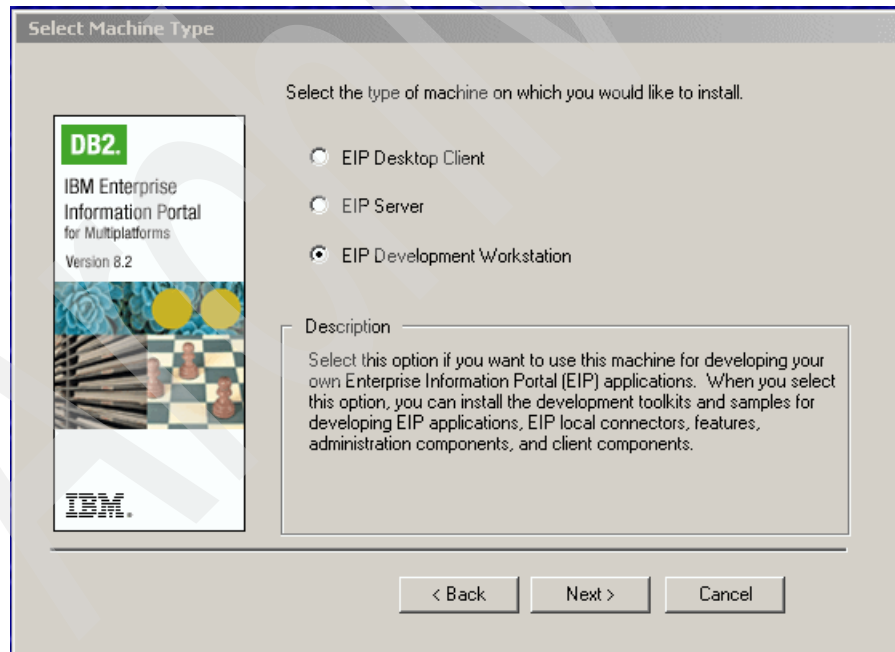 Select Machine Type
Select the type of machine on which you would like to install.
DB2.
IBM Enterprise
Information Portal
for Multiplatforms
Version 8.2
IBM.
EIP Desktop Client
EIP Server
EIP Development Workstation
Description
Select this option if you want to use this machine for developing your
own Enterprise Information Portal (EIP) applications. When you select
this option, you can install the development toolkits and samples for
developing EIP applications, EIP local connectors, features,
administration components, and client components.
< Back
Next >
Cancel